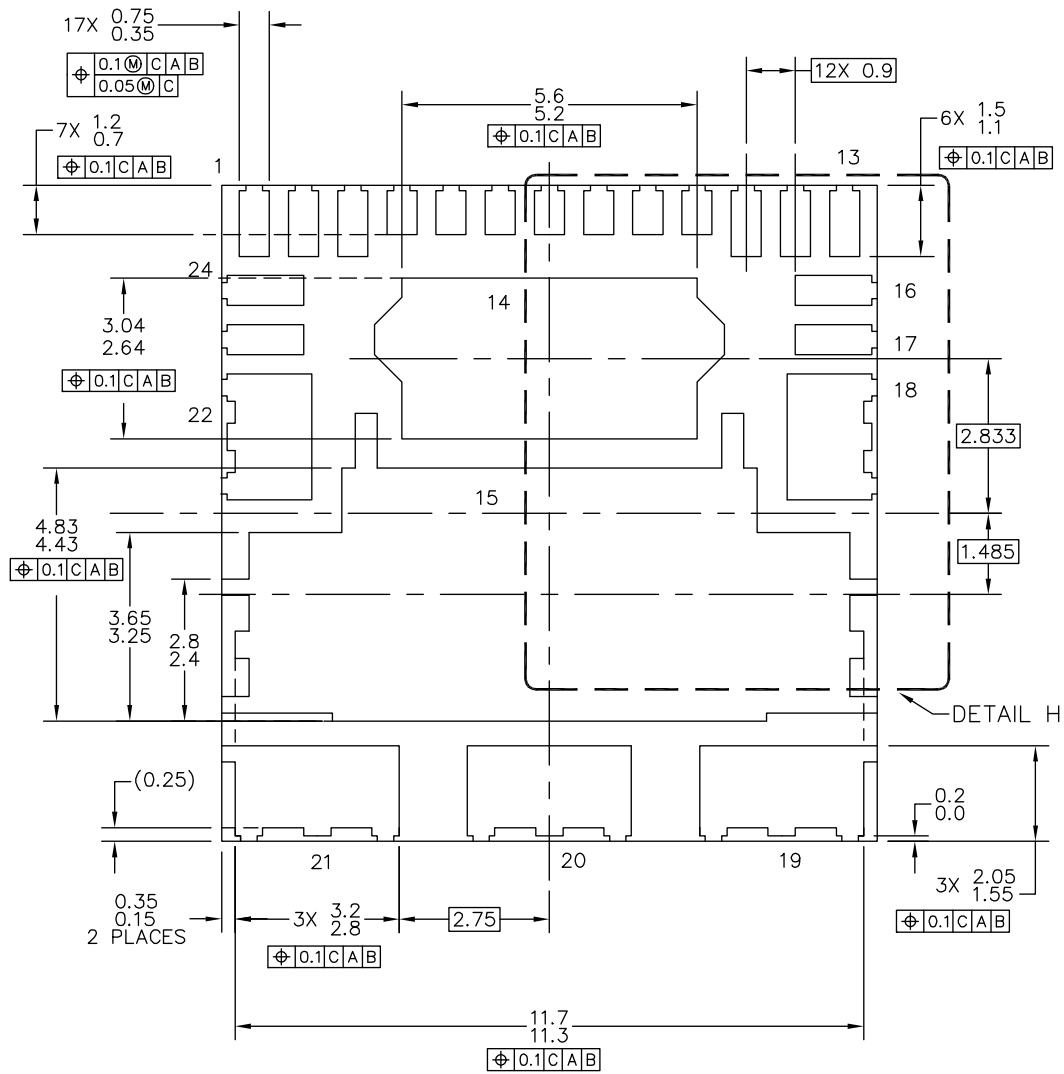 17X 0.75
0.35
⌖ 0.1 Ⓜ C A B
0.05 Ⓜ C
12X 0.9
5.6
5.2
⌖ 0.1 C A B
7X 1.2
0.7
⌖ 0.1 C A B
6X 1.5
1.1
⌖ 0.1 C A B
1
13
24
14
16
3.04
2.64
⌖ 0.1 C A B
17
18
22
2.833
15
4.83
4.43
⌖ 0.1 C A B
1.485
3.65
3.25
2.8
2.4
DETAIL H
(0.25)
0.2
0.0
21
20
19
3X 2.05
1.55
⌖ 0.1 C A B
0.35
0.15
2 PLACES
3X 3.2
2.8
⌖ 0.1 C A B
2.75
11.7
11.3
⌖ 0.1 C A B